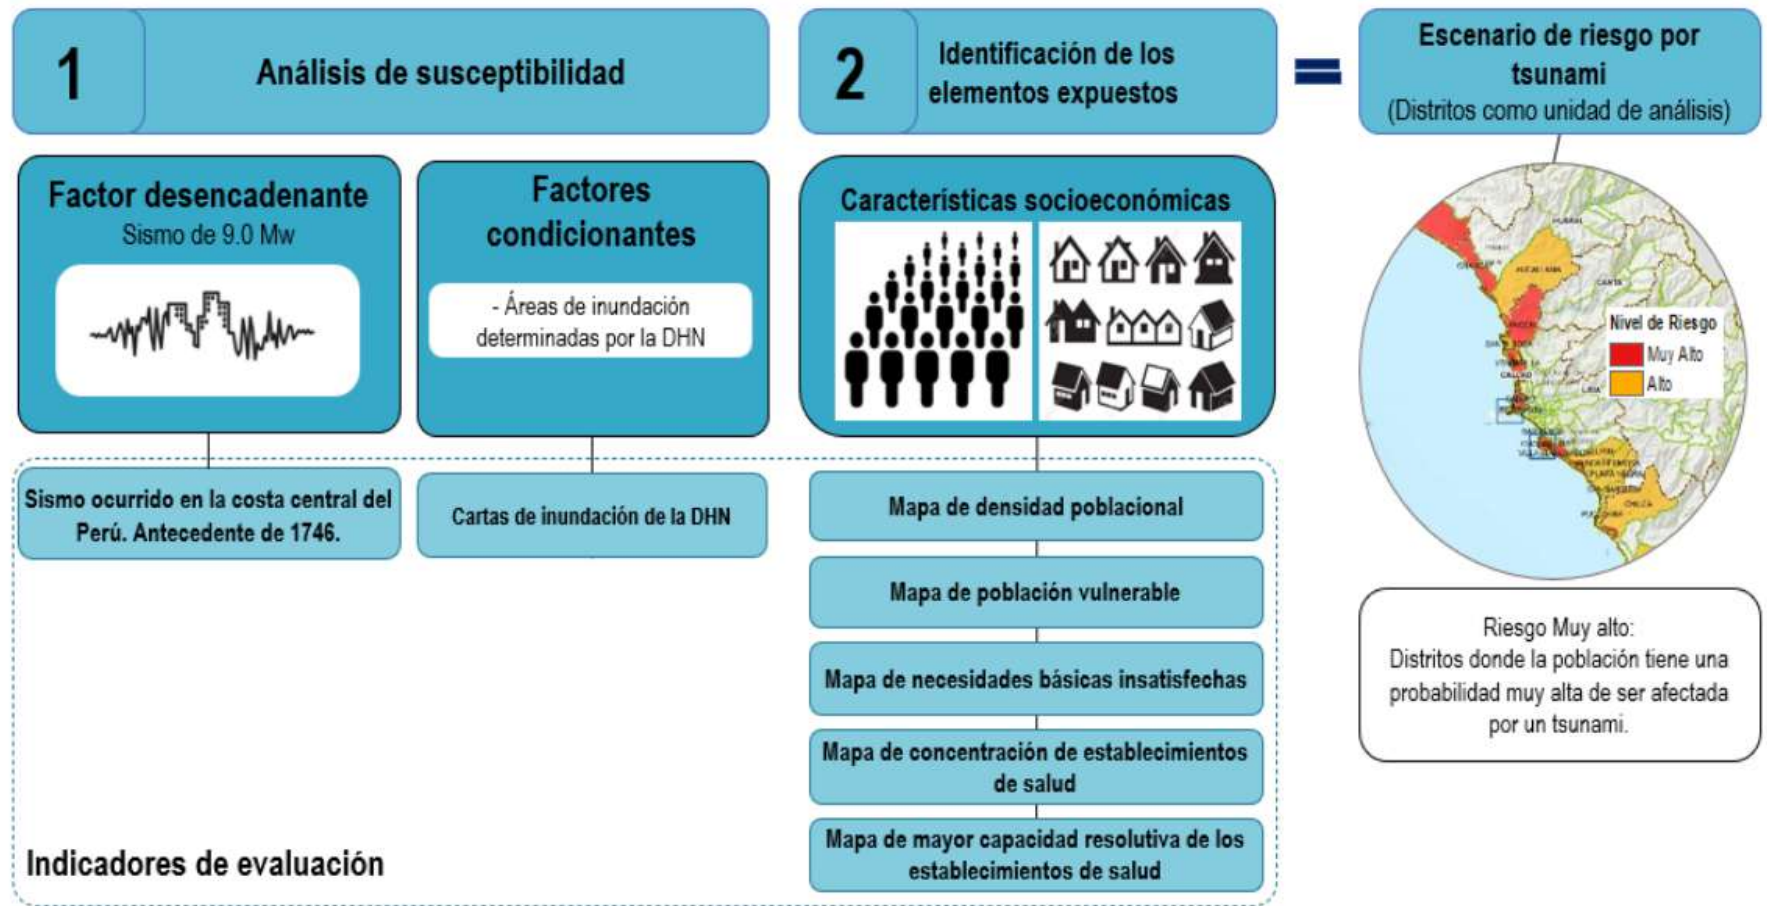 1
Análisis de susceptibilidad
2
Identificación de los
elementos expuestos
=
Escenario de riesgo por
tsunami
(Distritos como unidad de análisis)
Factor desencadenante
Sismo de 9.0 Mw
Factores
condicionantes
- Áreas de inundación
determinadas por la DHN
Características socioeconómicas
HUARAL
CANTA
Nivel de Riesgo
Muy Alto
Alto
CALLAO
LIMA
CHILCA
Sismo ocurrido en la costa central del
Perú. Antecedente de 1746.
Cartas de inundación de la DHN
Mapa de densidad poblacional
Mapa de población vulnerable
Mapa de necesidades básicas insatisfechas
Mapa de concentración de establecimientos
de salud
Mapa de mayor capacidad resolutiva de los
establecimientos de salud
Indicadores de evaluación
Riesgo Muy alto:
Distritos donde la población tiene una
probabilidad muy alta de ser afectada
por un tsunami.